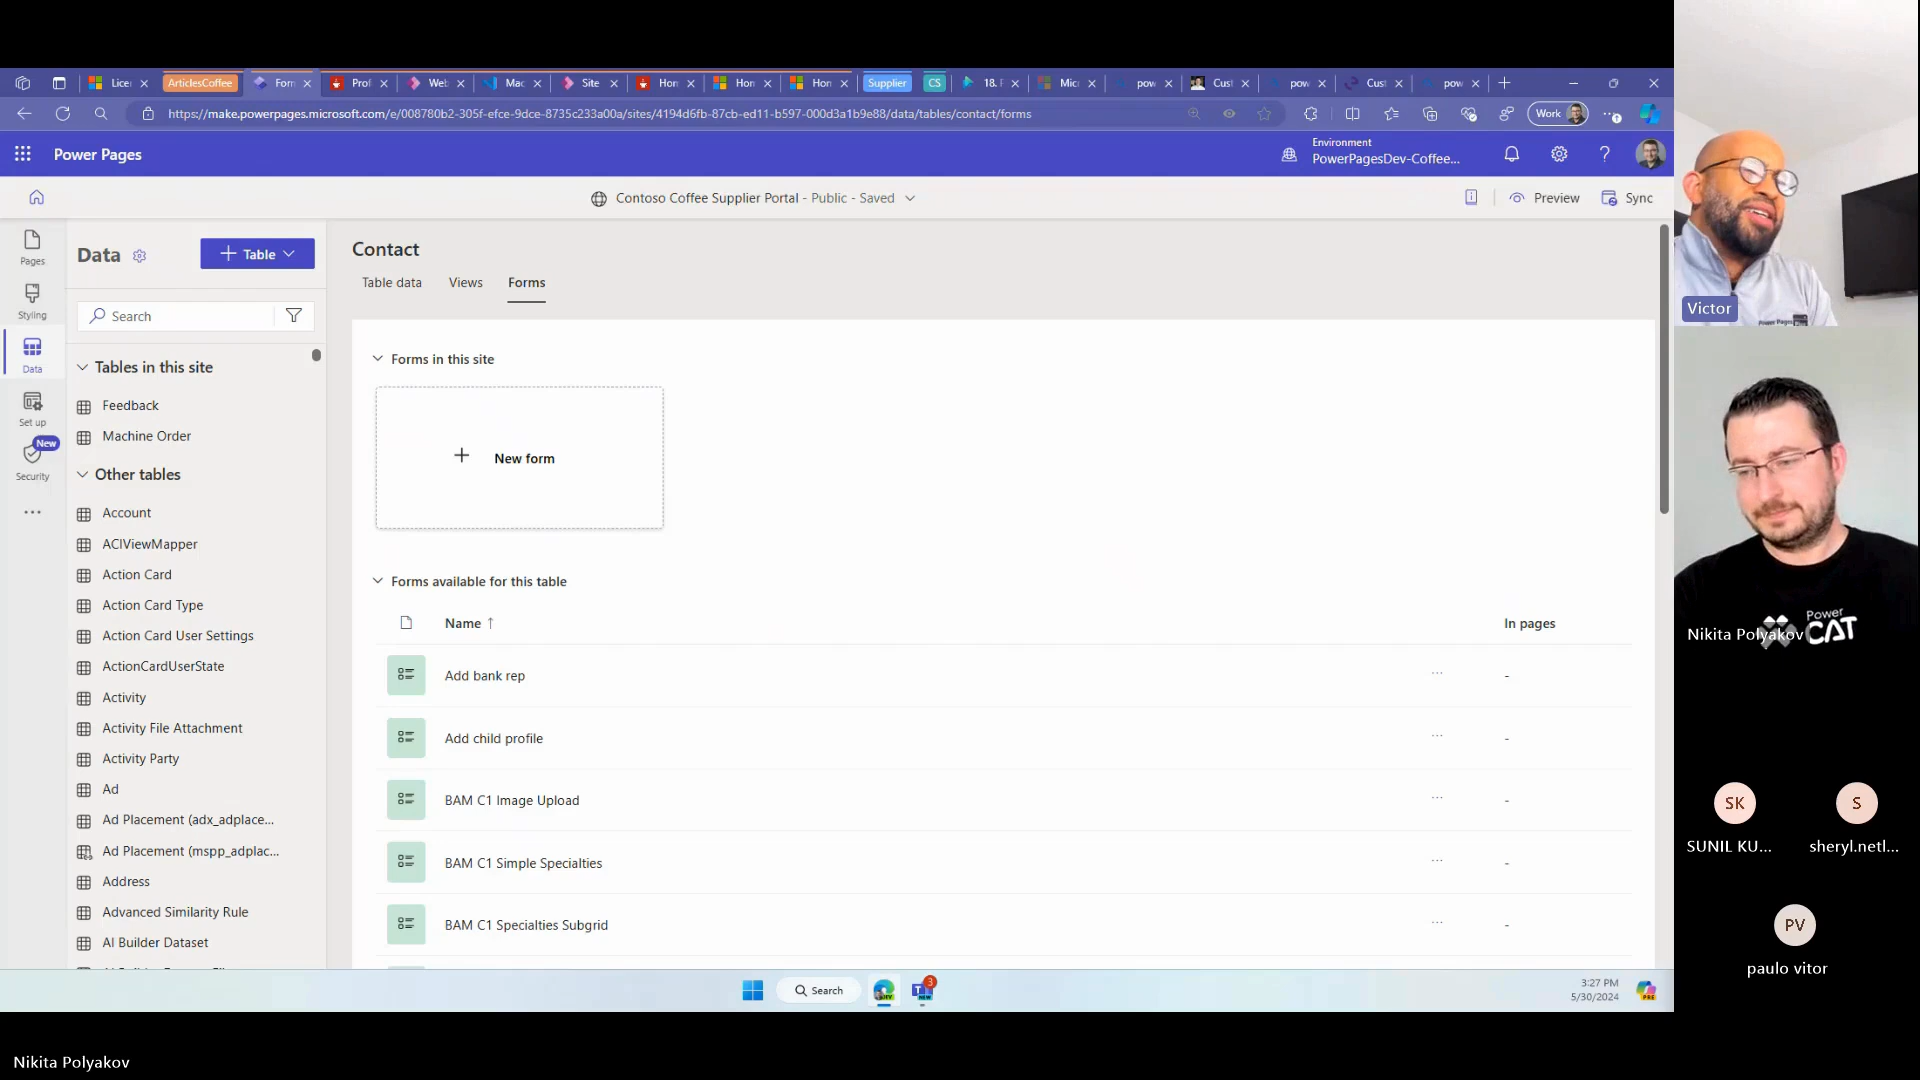 Lice
ArticlesCoffee
Form
Prof
Web
Mac
Site
Hom
Hom
Hom
Supplier
CS
18. F
Micr
pow
Cust
pow
Cust
pow
https://make.powerpages.microsoft.com/e/008780b2-305f-efce-9dce-8735c233a00a/sites/4194d6fb-87cb-ed11-b597-000d3a1b9e88/data/tables/contact/forms
Work
Power Pages
Environment
PowerPagesDev-Coffee...
Contoso Coffee Supplier Portal - Public - Saved
Preview
Sync
Pages
Styling
Data
Set up
New
Security
Data
Table
Search
Tables in this site
Feedback
Machine Order
Other tables
Account
ACIViewMapper
Action Card
Action Card Type
Action Card User Settings
ActionCardUserState
Activity
Activity File Attachment
Activity Party
Ad
Ad Placement (adx_adplace...
Ad Placement (mspp_adplac...
Address
Advanced Similarity Rule
AI Builder Dataset
Contact
Table data
Views
Forms
Forms in this site
New form
Forms available for this table
Name ↑
In pages
Add bank rep
-
Add child profile
-
BAM C1 Image Upload
-
BAM C1 Simple Specialties
-
BAM C1 Specialties Subgrid
-
Search
3
3:27 PM
5/30/2024
Victor
Power Pages
Power
CAT
Nikita Polyakov
SK
SUNIL KU...
S
sheryl.netl...
PV
paulo vitor
Nikita Polyakov